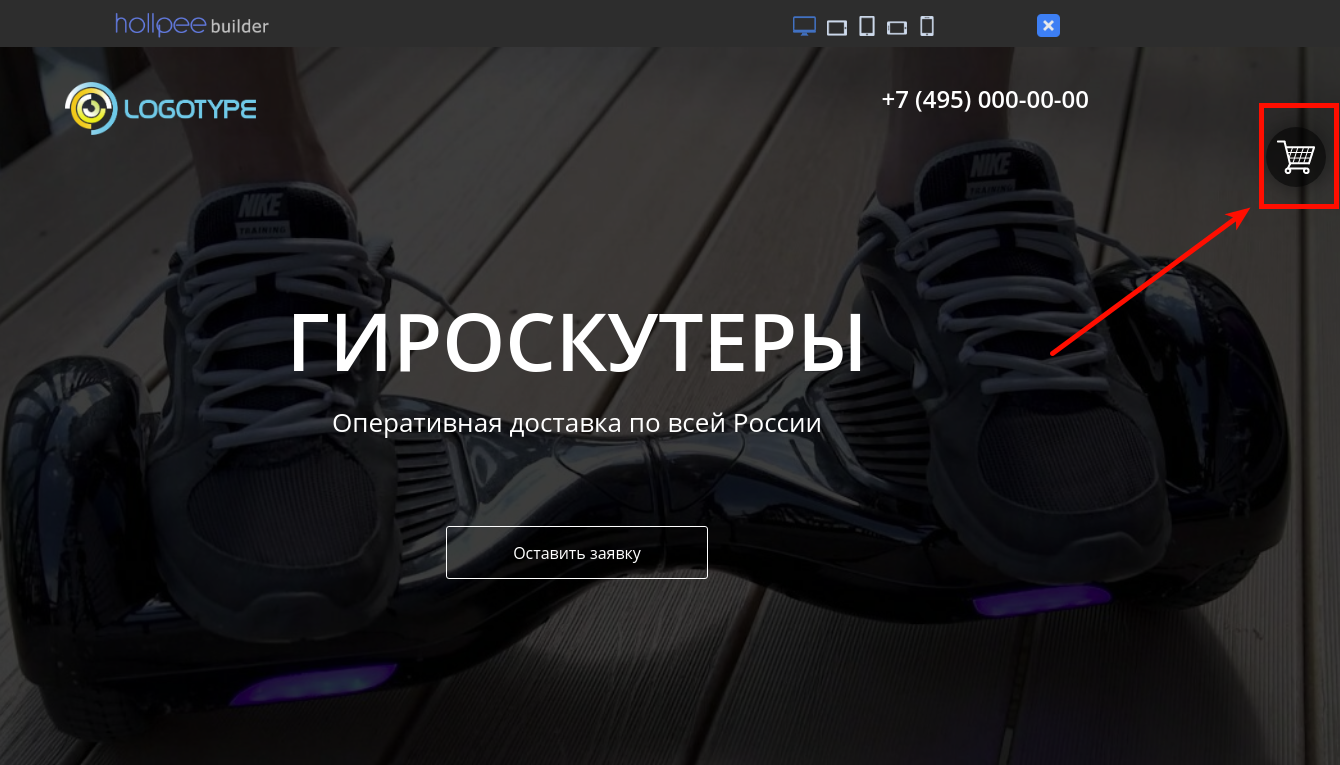 hollpee builder
LOGOTYPE
+7 (495) 000-00-00
NIKE
TRAINING
NIKE
TRAINING
ГИРОСКУТЕРЫ
Оперативная доставка по всей России
Оставить заявку